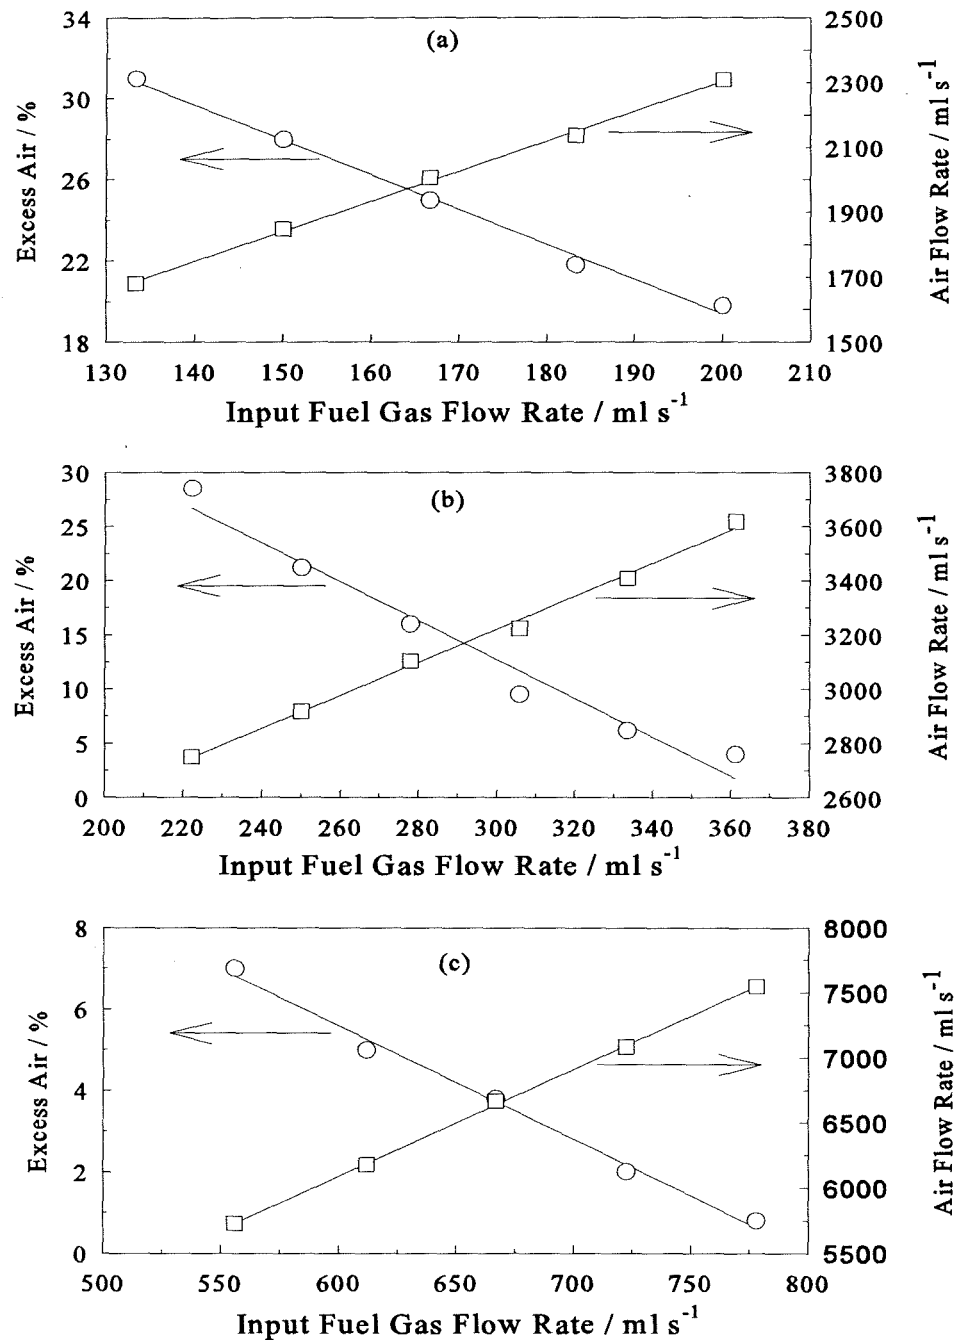 34
30
26
22
18
Excess Air / %
(a)
2500
2300
2100
1900
1700
1500
Air Flow Rate / ml s-1
130 140 150 160 170 180 190 200 210
Input Fuel Gas Flow Rate / ml s-1
30
25
20
15
10
5
0
Excess Air / %
(b)
3800
3600
3400
3200
3000
2800
2600
Air Flow Rate / ml s-1
200 220 240 260 280 300 320 340 360 380
Input Fuel Gas Flow Rate / ml s-1
8
6
4
2
0
Excess Air / %
(c)
8000
7500
7000
6500
6000
5500
Air Flow Rate / ml s-1
500 550 600 650 700 750 800
Input Fuel Gas Flow Rate / ml s-1